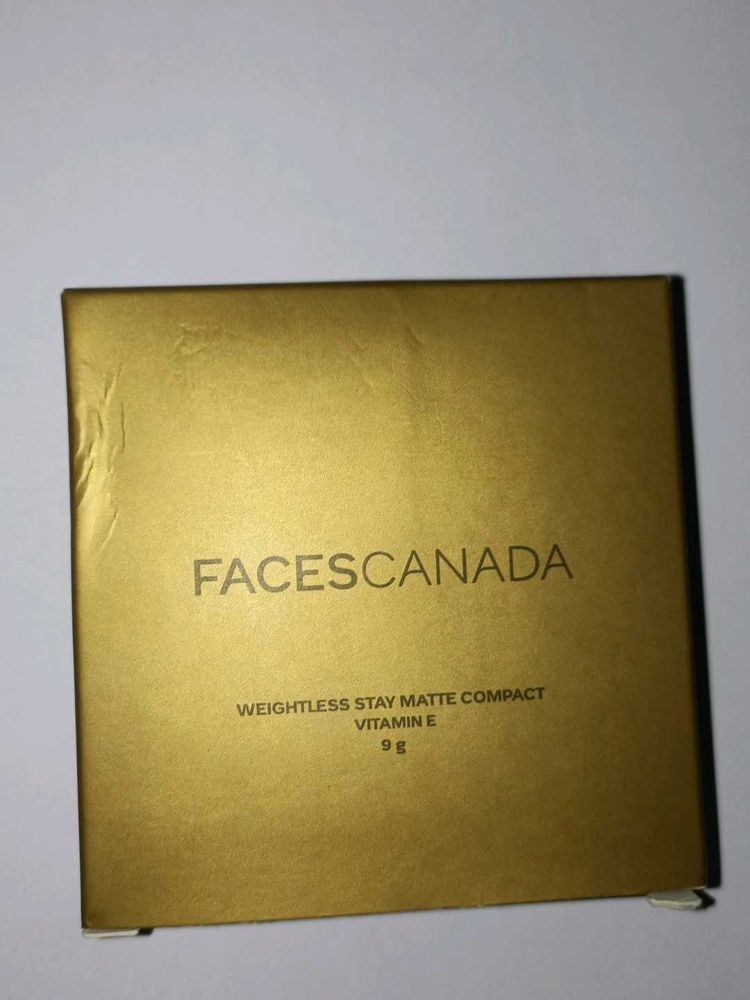 FACESCANADA
WEIGHTLESS STAY MATTE COMPACT
VITAMIN E
9 g